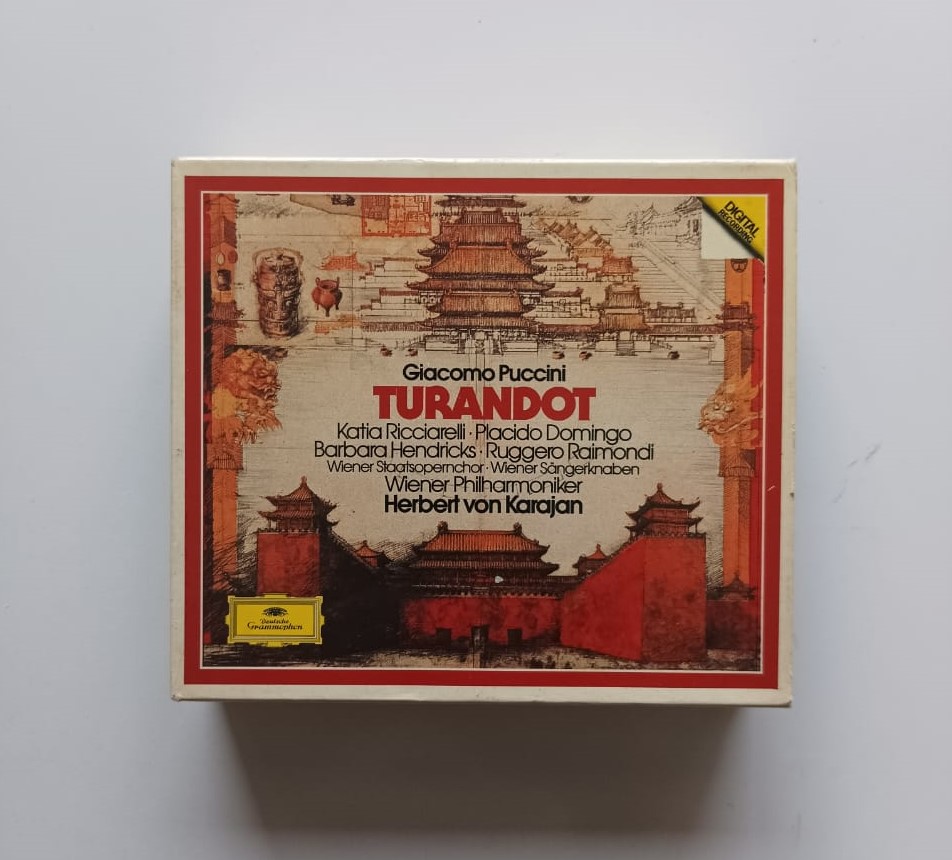 DIGITAL
RECORDING
Giacomo Puccini
TURANDOT
Katia Ricciarelli · Placido Domingo
Barbara Hendricks · Ruggero Raimondi
Wiener Staatsopernchor · Wiener Sängerknaben
Wiener Philharmoniker
Herbert von Karajan
Deutsche
Grammophon